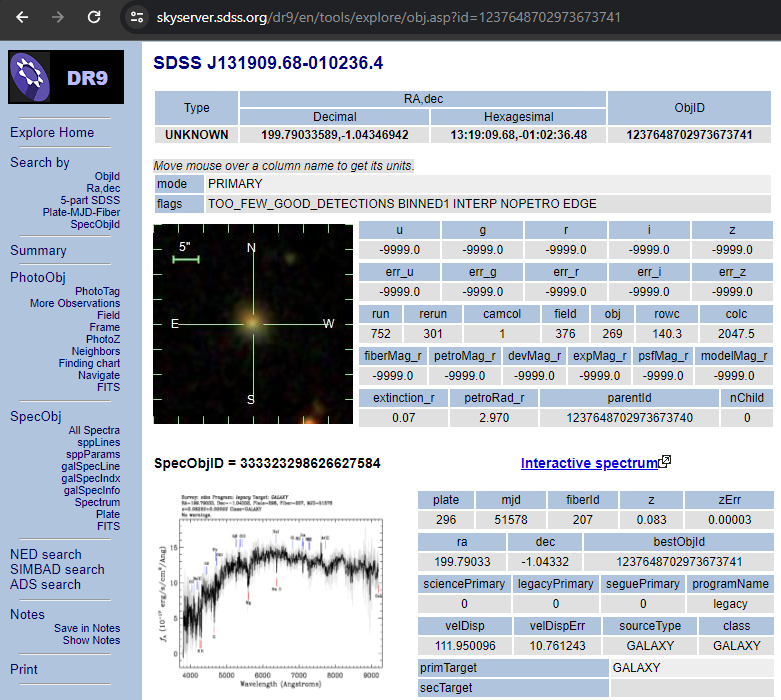 skyserver.sdss.org/dr9/en/tools/explore/obj.asp?id=1237648702973673741
DR9
Explore Home
Search by
ObjId
Ra,dec
5-part SDSS
Plate-MJD-Fiber
SpecObjId
Summary
PhotoObj
PhotoTag
More Observations
Field
Frame
PhotoZ
Neighbors
Finding chart
Navigate
FITS
SpecObj
All Spectra
sppLines
sppParams
galSpecLine
galSpecIndx
galSpecInfo
Spectrum
Plate
FITS
NED search
SIMBAD search
ADS search
Notes
Save in Notes
Show Notes
Print
SDSS J131909.68-010236.4
Type RA,dec ObjID
Decimal Hexagesimal
UNKNOWN 199.79033589,-1.04346942 13:19:09.68,-01:02:36.48 1237648702973673741
Move mouse over a column name to get its units.
mode PRIMARY
flags TOO_FEW_GOOD_DETECTIONS BINNED1 INTERP NOPETRO EDGE
5"
N
E W
S
u g r i z
-9999.0 -9999.0 -9999.0 -9999.0 -9999.0
err_u err_g err_r err_i err_z
-9999.0 -9999.0 -9999.0 -9999.0 -9999.0
run rerun camcol field obj rowc colc
752 301 1 376 269 140.3 2047.5
fiberMag_r petroMag_r devMag_r expMag_r psfMag_r modelMag_r
-9999.0 -9999.0 -9999.0 -9999.0 -9999.0 -9999.0
extinction_r petroRad_r parentId nChild
0.07 2.970 1237648702973673740 0
SpecObjID = 333323298626627584
Interactive spectrum
Survey: sdss Program: legacy Target: GALAXY
RA=199.79033, Dec=-1.04332, Plate=296, Fiber=207, MJD=51578
z=0.08300±0.00003 Class=GALAXY
No warnings.
15
10
5
0
4000 5000 6000 7000 8000 9000
Wavelength (Angstroms)
plate mjd fiberId z zErr
296 51578 207 0.083 0.00003
ra dec bestObjId
199.79033 -1.04332 1237648702973673741
sciencePrimary legacyPrimary seguePrimary programName
0 0 0 legacy
velDisp velDispErr sourceType class
111.950096 10.761243 GALAXY GALAXY
primTarget GALAXY
secTarget